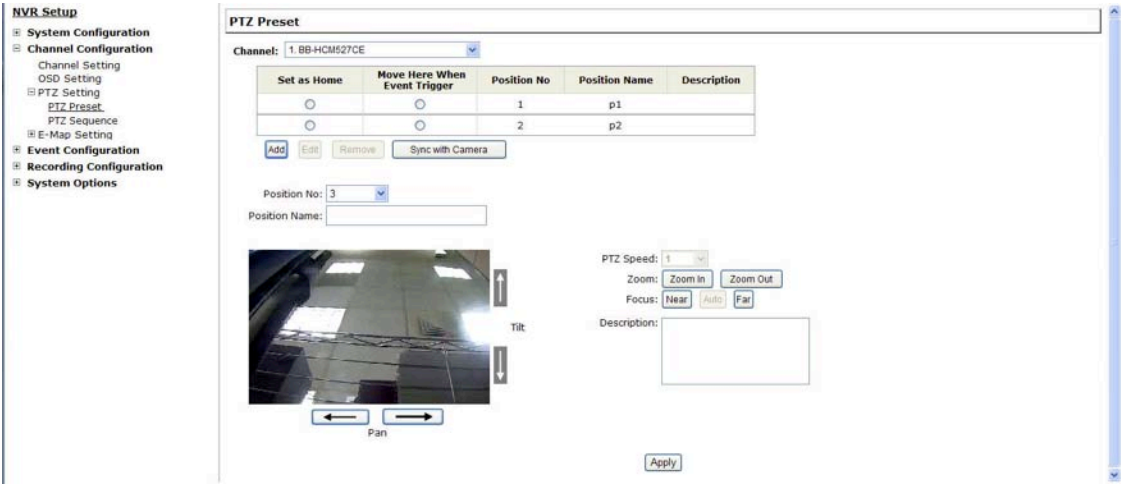 NVR Setup
System Configuration
Channel Configuration
Channel Setting
OSD Setting
PTZ Setting
PTZ Preset
PTZ Sequence
E-Map Setting
Event Configuration
Recording Configuration
System Options
PTZ Preset
Channel: 1. BB-HCM527CE
Set as Home Move Here When Event Trigger Position No Position Name Description
1 p1
2 p2
Add Edit Remove Sync with Camera
Position No: 3
Position Name:
PTZ Speed: 1
Zoom: Zoom In Zoom Out
Focus: Near Auto Far
Tilt
Description:
Pan
Apply